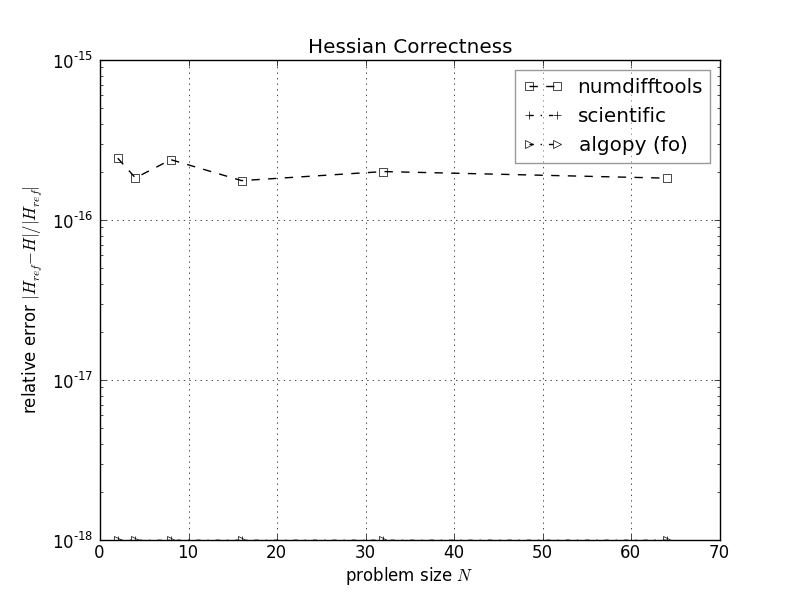 Hessian Correctness
numdifftools
scientific
algopy (fo)
relative error |H_ref − H|/|H_ref|
10^-15
10^-16
10^-17
10^-18
0 10 20 30 40 50 60 70
problem size N